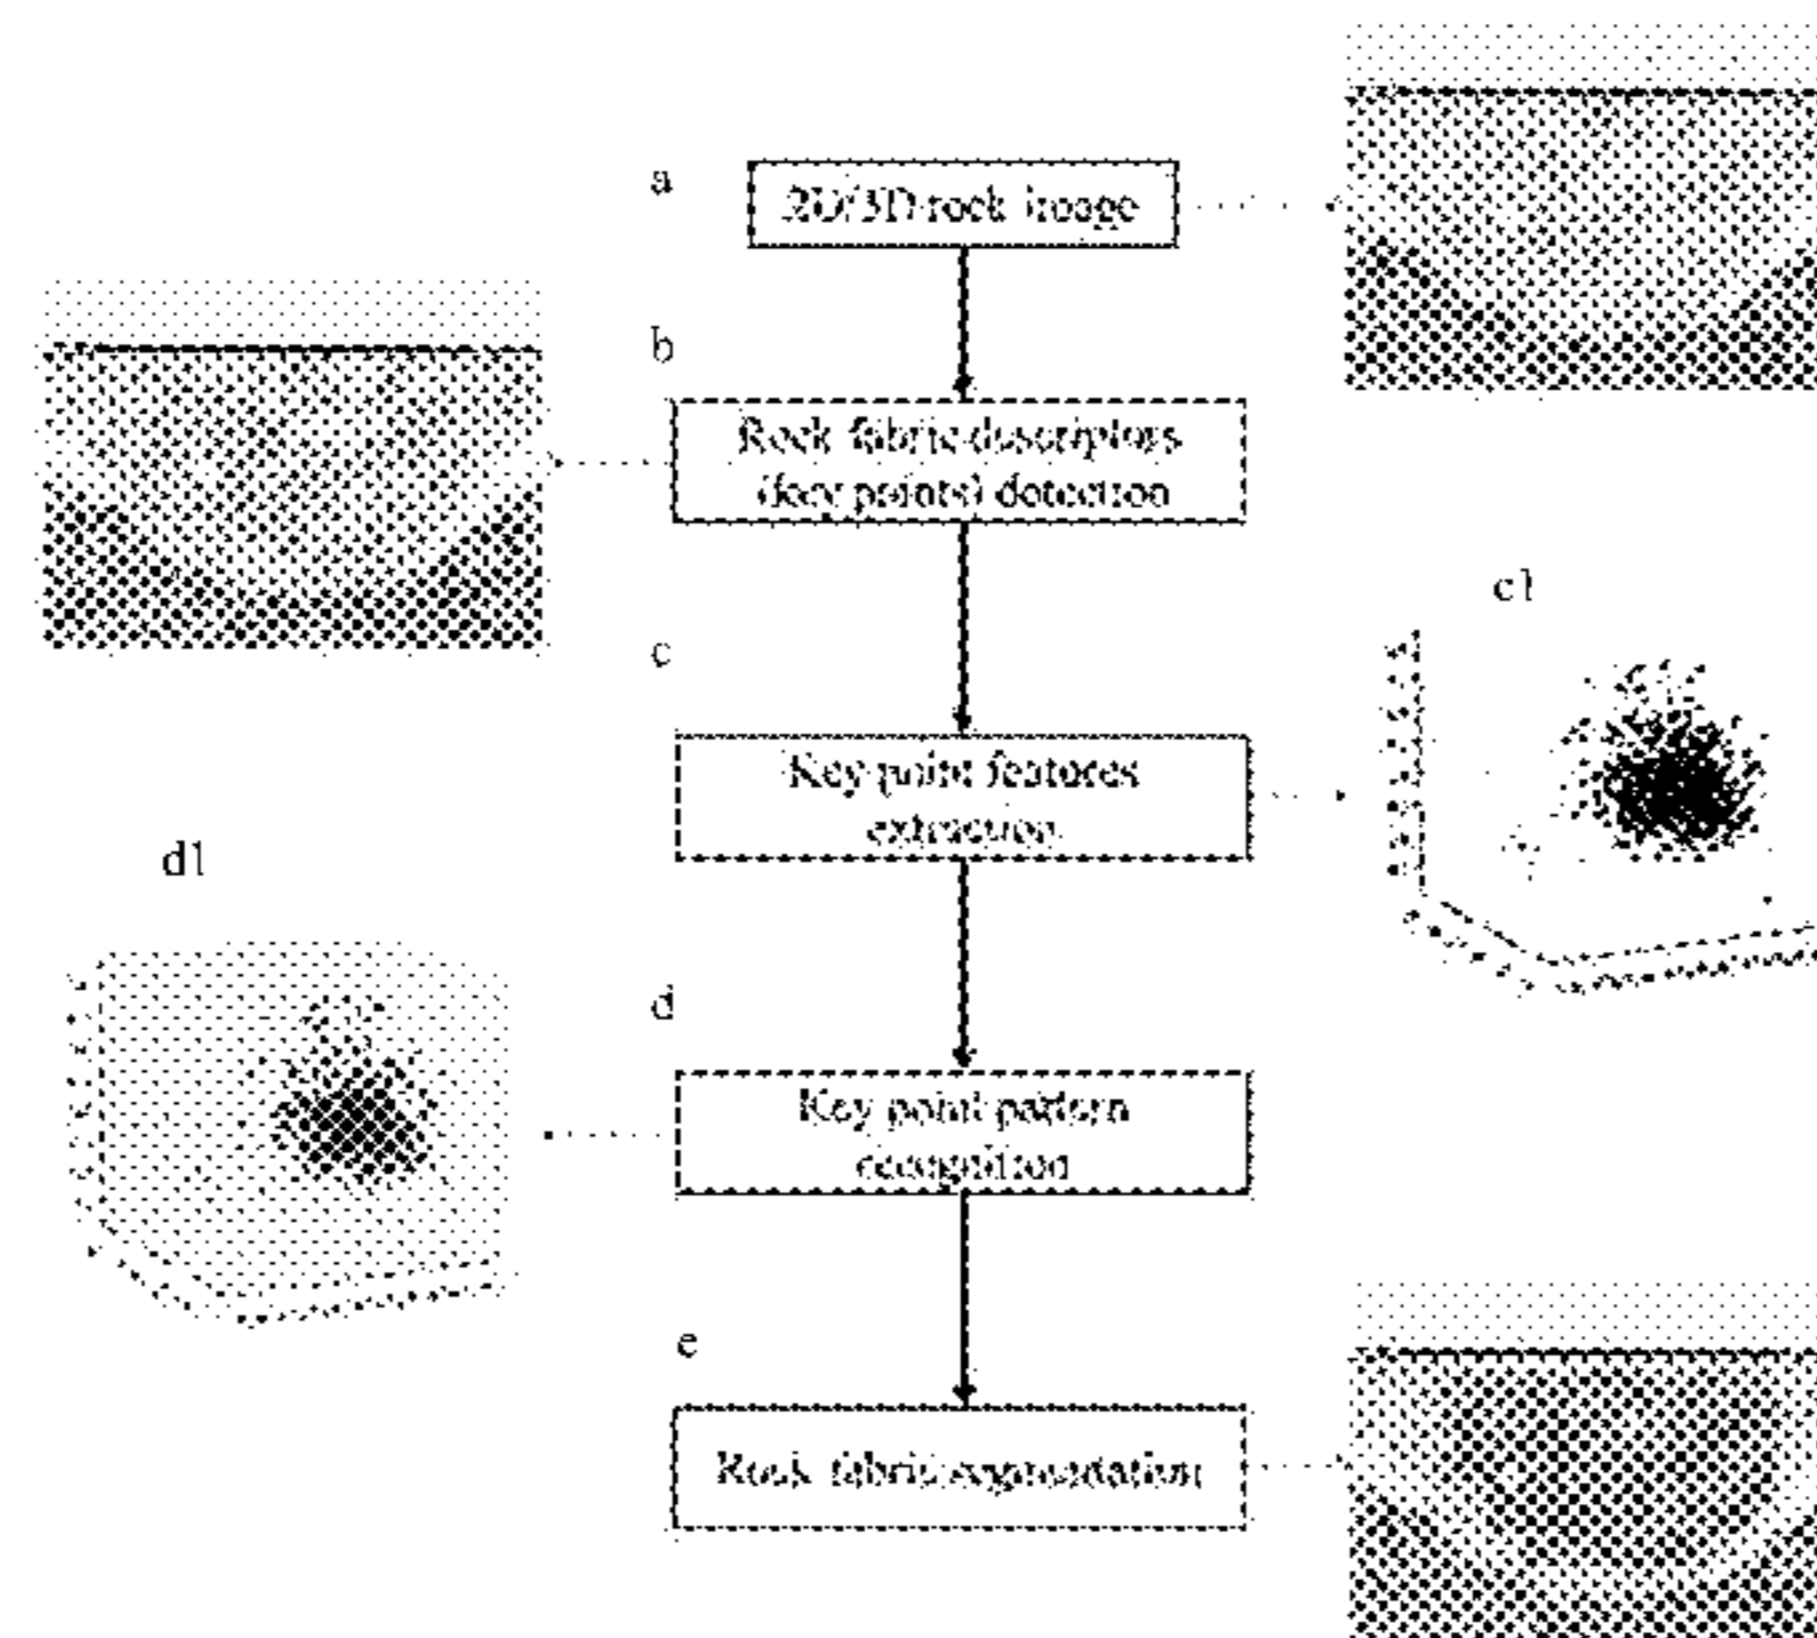 a
2D/3D rock image
b
Rock fabric descriptors
(key points) detection
c1
c
Key point features
extraction
d1
d
Key point pattern
recognition
e
Rock fabric segmentation